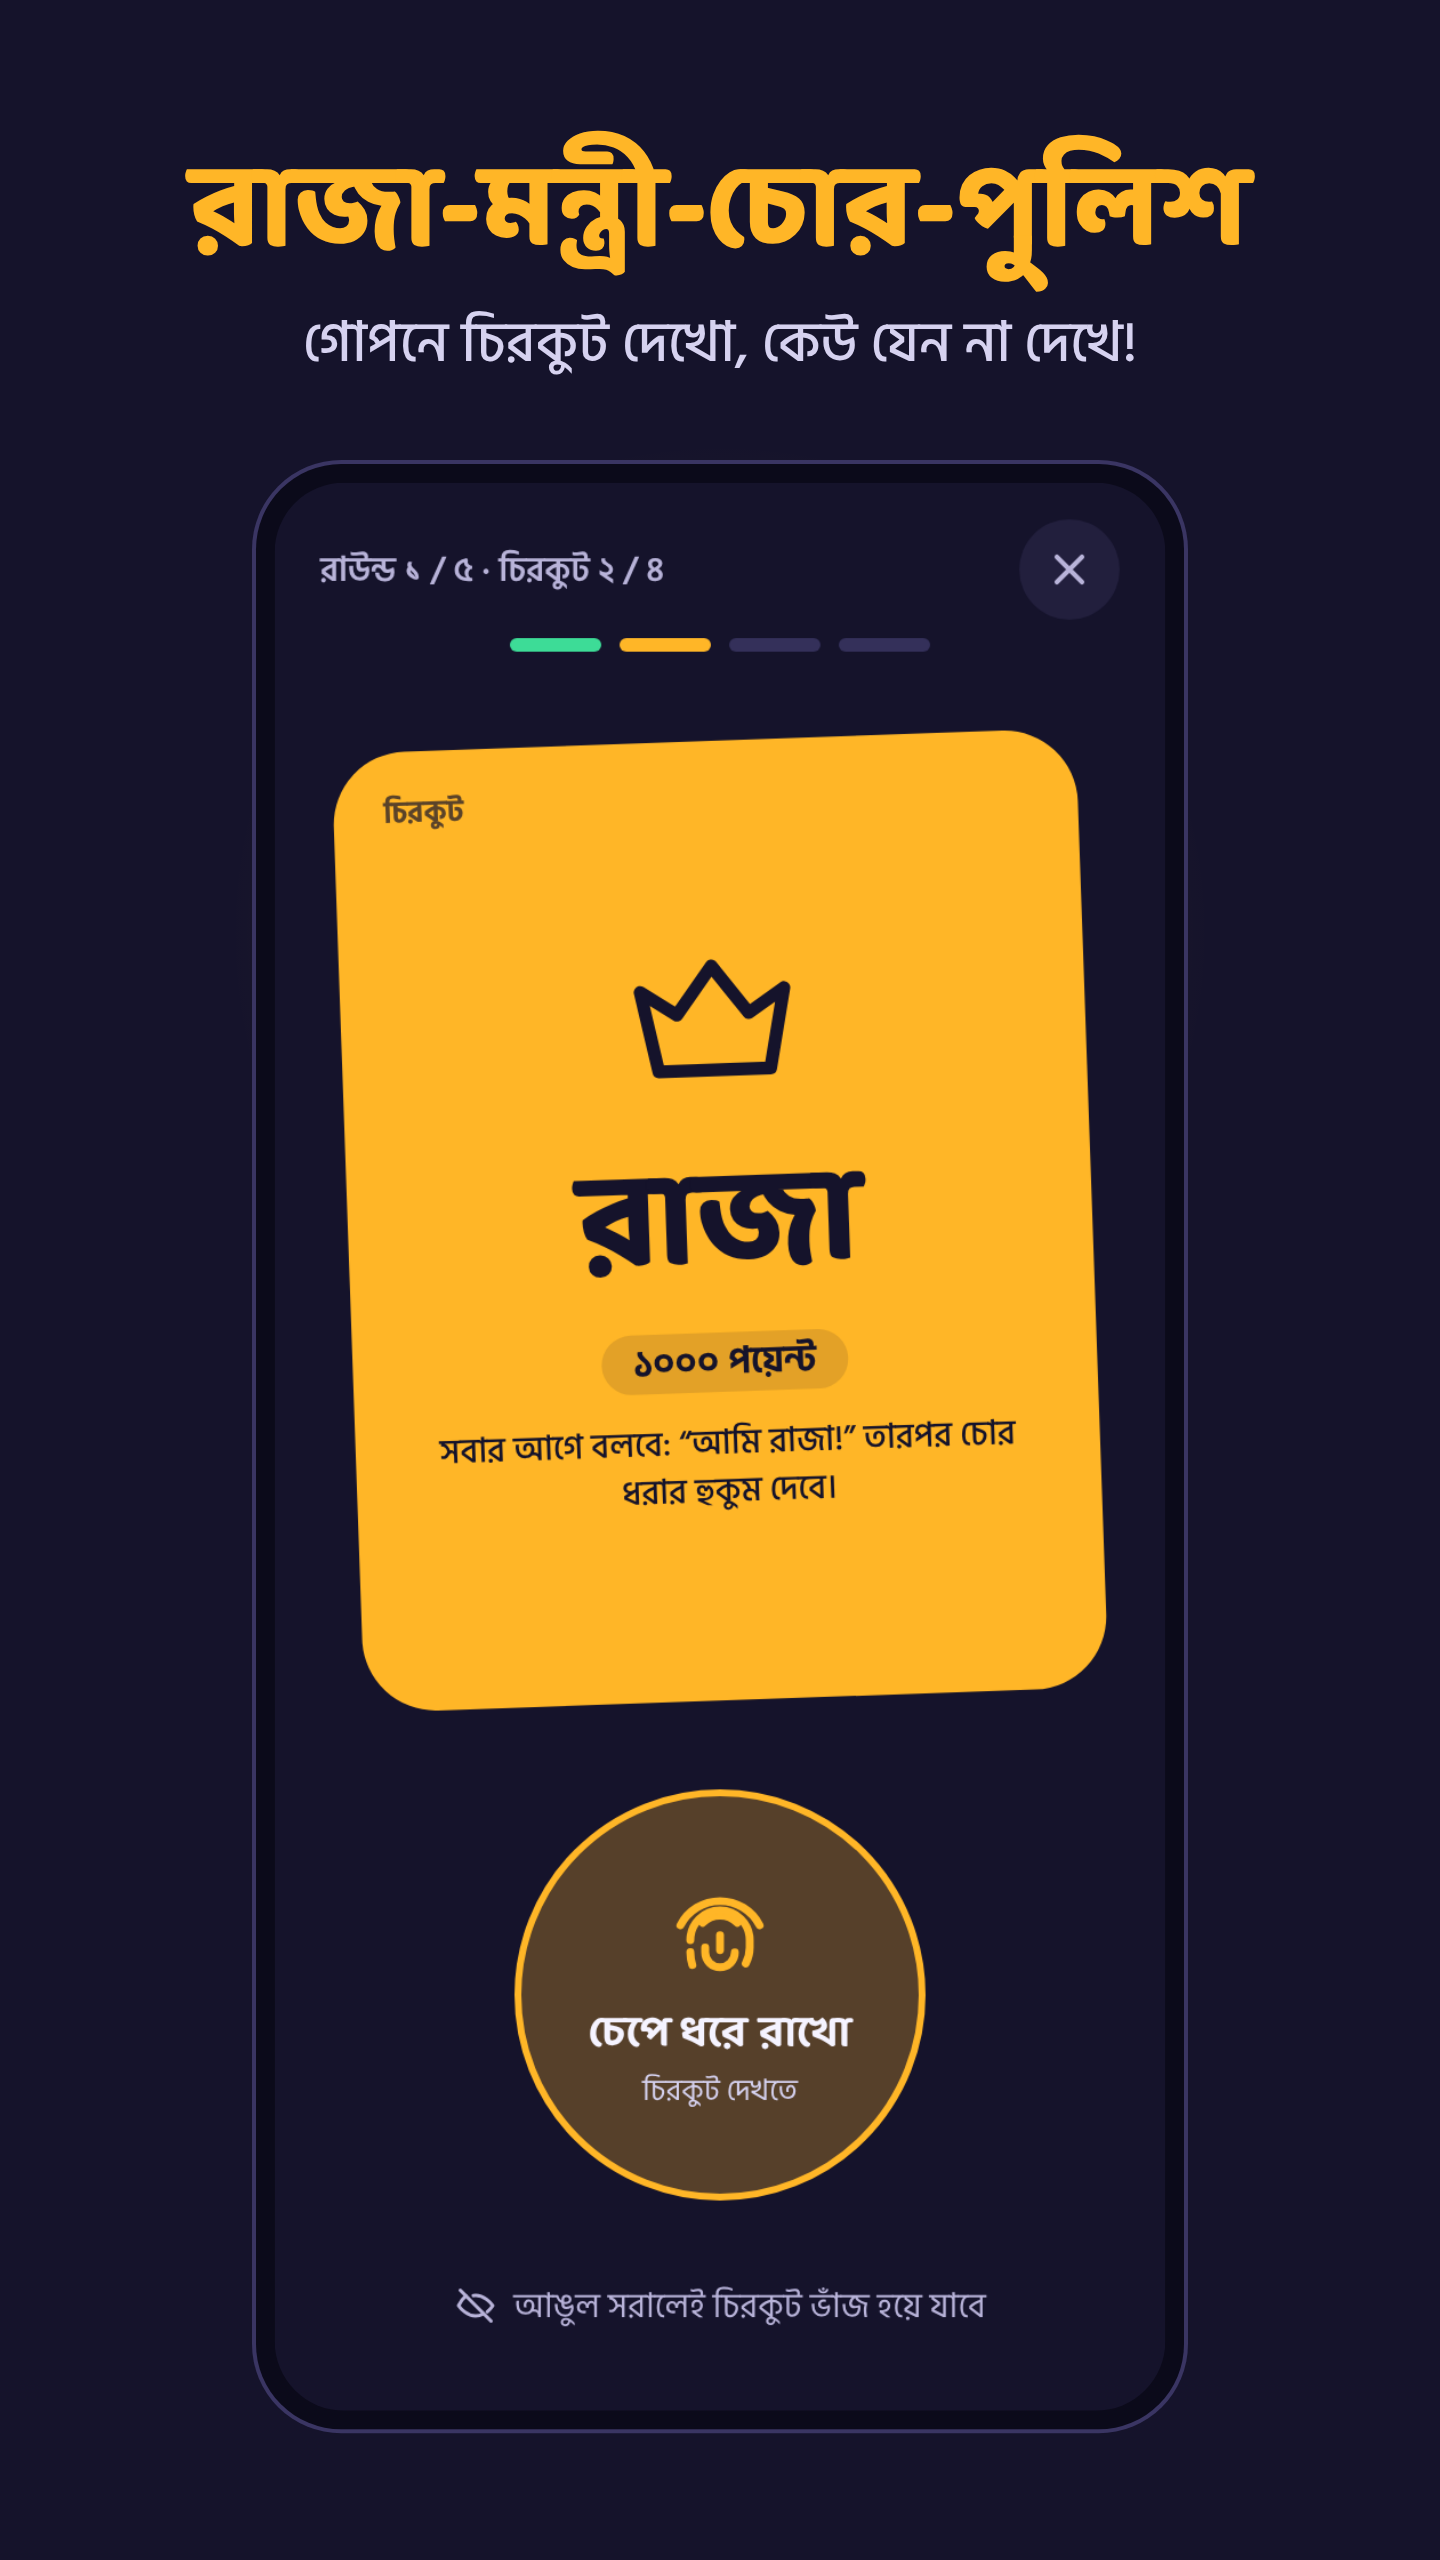 রাজা-মন্ত্রী-চোর-পুলিশ
গোপনে চিরকুট দেখো, কেউ যেন না দেখে!
রাউন্ড ১ / ৫ · চিরকুট ২ / ৪
চিরকুট
রাজা
১০০০ পয়েন্ট
সবার আগে বলবে: “আমি রাজা!” তারপর চোর
ধরার হুকুম দেবে।
চেপে ধরে রাখো
চিরকুট দেখতে
আঙুল সরালেই চিরকুট ভাঁজ হয়ে যাবে